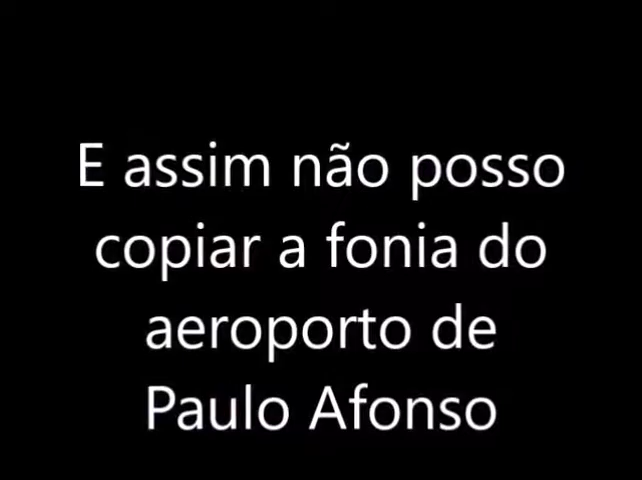 E assim não posso
copiar a fonia do
aeroporto de
Paulo Afonso